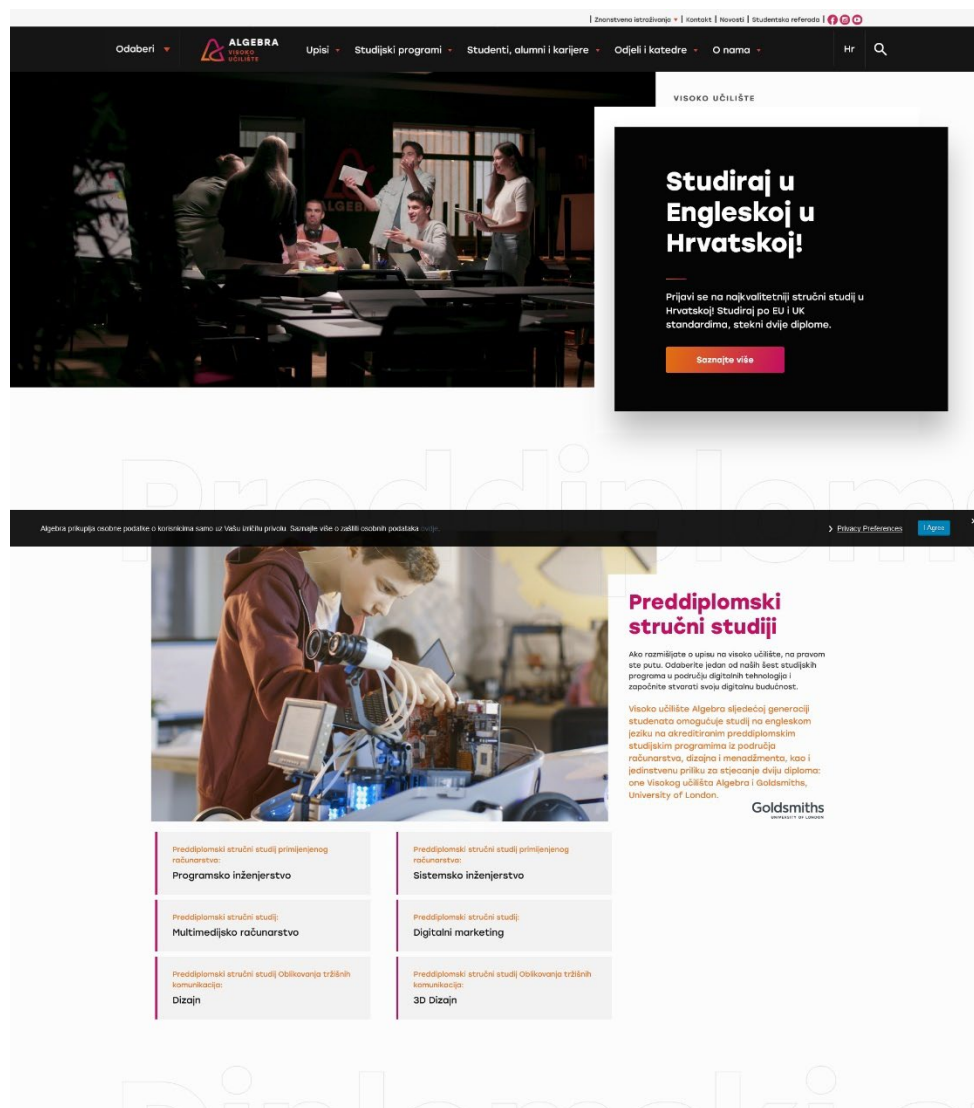 | Znanstveno istraživanje | Kontakt | Novosti | Studentska referada |
Odaberi
ALGEBRA
VISOKO
UČILIŠTE
Upisi
Studijski programi
Studenti, alumni i karijere
Odjeli i katedre
O nama
Hr
ALGEBRA
VISOKO UČILIŠTE
Studiraj u
Engleskoj u
Hrvatskoj!
Prijavi se na najkvalitetniji stručni studij u
Hrvatskoj! Studiraj po EU i UK
standardima, stekni dvije diplome.
Saznajte više
Preddiplom
Algebra prikuplja osobne podatke o korisnicima samo uz Vašu izričitu privolu. Saznajte više o zaštiti osobnih podataka ovdje.
Privacy Preferences
I Agree
Preddiplomski
stručni studiji
Ako razmišljate o upisu na visoko učilište, na pravom
ste putu. Odaberite jedan od naših šest studijskih
programa u području digitalnih tehnologija i
započnite stvarati svoju digitalnu budućnost.
Visoko učilište Algebra sljedećoj generaciji
studenata omogućuje studij na engleskom
jeziku na akreditiranim preddiplomskim
studijskim programima iz područja
računarstva, dizajna i menadžmenta, kao i
jedinstvenu priliku za stjecanje dviju diploma:
one Visokog učilišta Algebra i Goldsmiths,
University of London.
Goldsmiths
UNIVERSITY OF LONDON
Preddiplomski stručni studij primijenjenog
računarstva:
Programsko inženjerstvo
Preddiplomski stručni studij primijenjenog
računarstva:
Sistemsko inženjerstvo
Preddiplomski stručni studij:
Multimedijsko računarstvo
Preddiplomski stručni studij:
Digitalni marketing
Preddiplomski stručni studij Oblikovanja tržišnih
komunikacija:
Dizajn
Preddiplomski stručni studij Oblikovanja tržišnih
komunikacija:
3D Dizajn